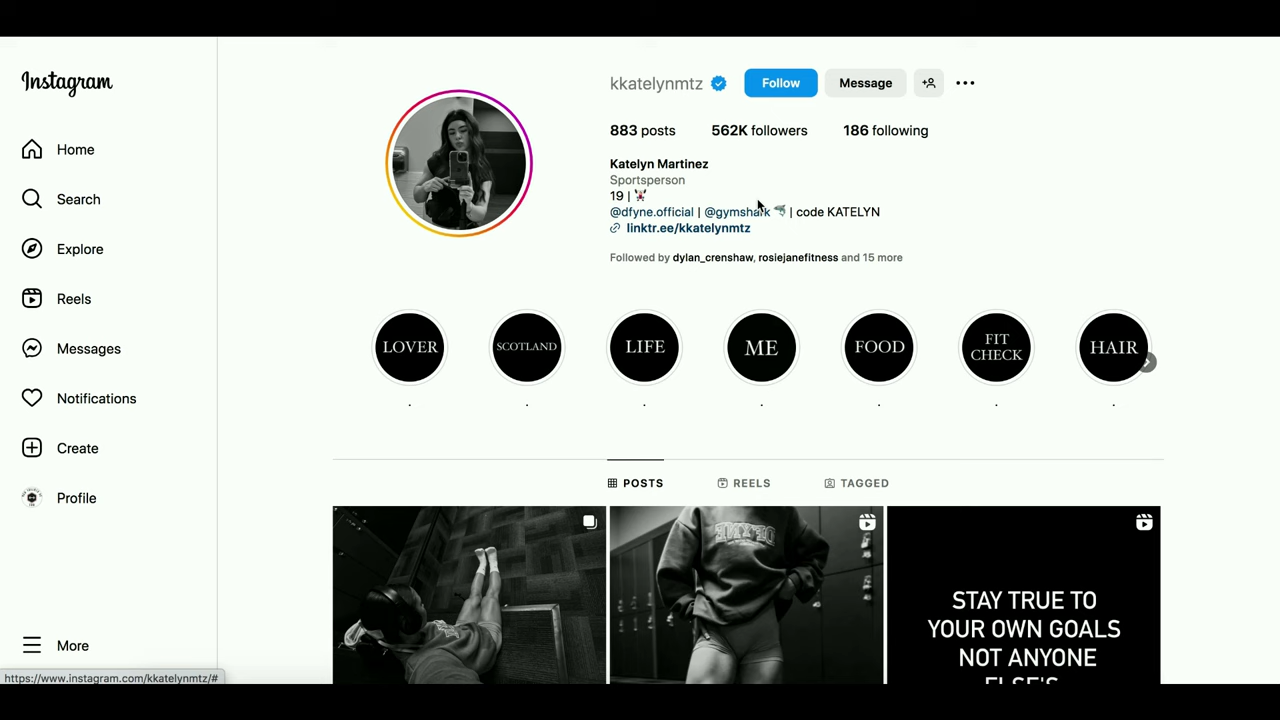 Instagram
Home
Search
Explore
Reels
Messages
Notifications
Create
Profile
More
https://www.instagram.com/kkatelynmtz/#
kkatelynmtz
Follow
Message
883 posts 562K followers 186 following
Katelyn Martinez
Sportsperson
19 |
@dfyne.official | @gymshark | code KATELYN
linktr.ee/kkatelynmtz
Followed by dylan_crenshaw, rosiejanefitness and 15 more
LOVER
SCOTLAND
LIFE
ME
FOOD
FIT
CHECK
HAIR
POSTS
REELS
TAGGED
DFYNE
STAY TRUE TO
YOUR OWN GOALS
NOT ANYONE
ELSE'S